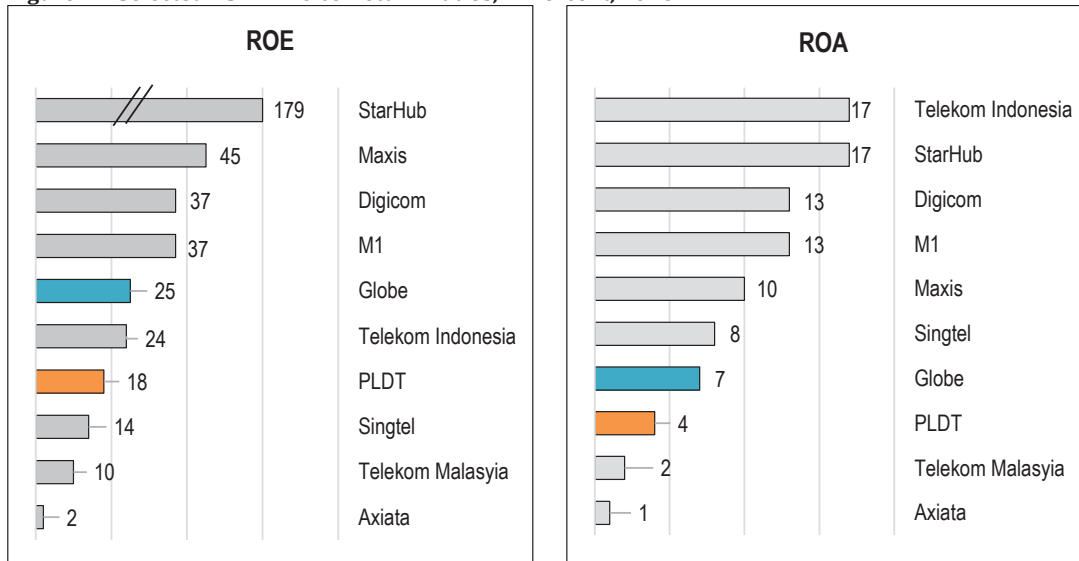 ROE
179 StarHub
45 Maxis
37 Digicom
37 M1
25 Globe
24 Telekom Indonesia
18 PLDT
14 Singtel
10 Telekom Malasyia
2 Axiata
ROA
17 Telekom Indonesia
17 StarHub
13 Digicom
13 M1
10 Maxis
8 Singtel
7 Globe
4 PLDT
2 Telekom Malasyia
1 Axiata